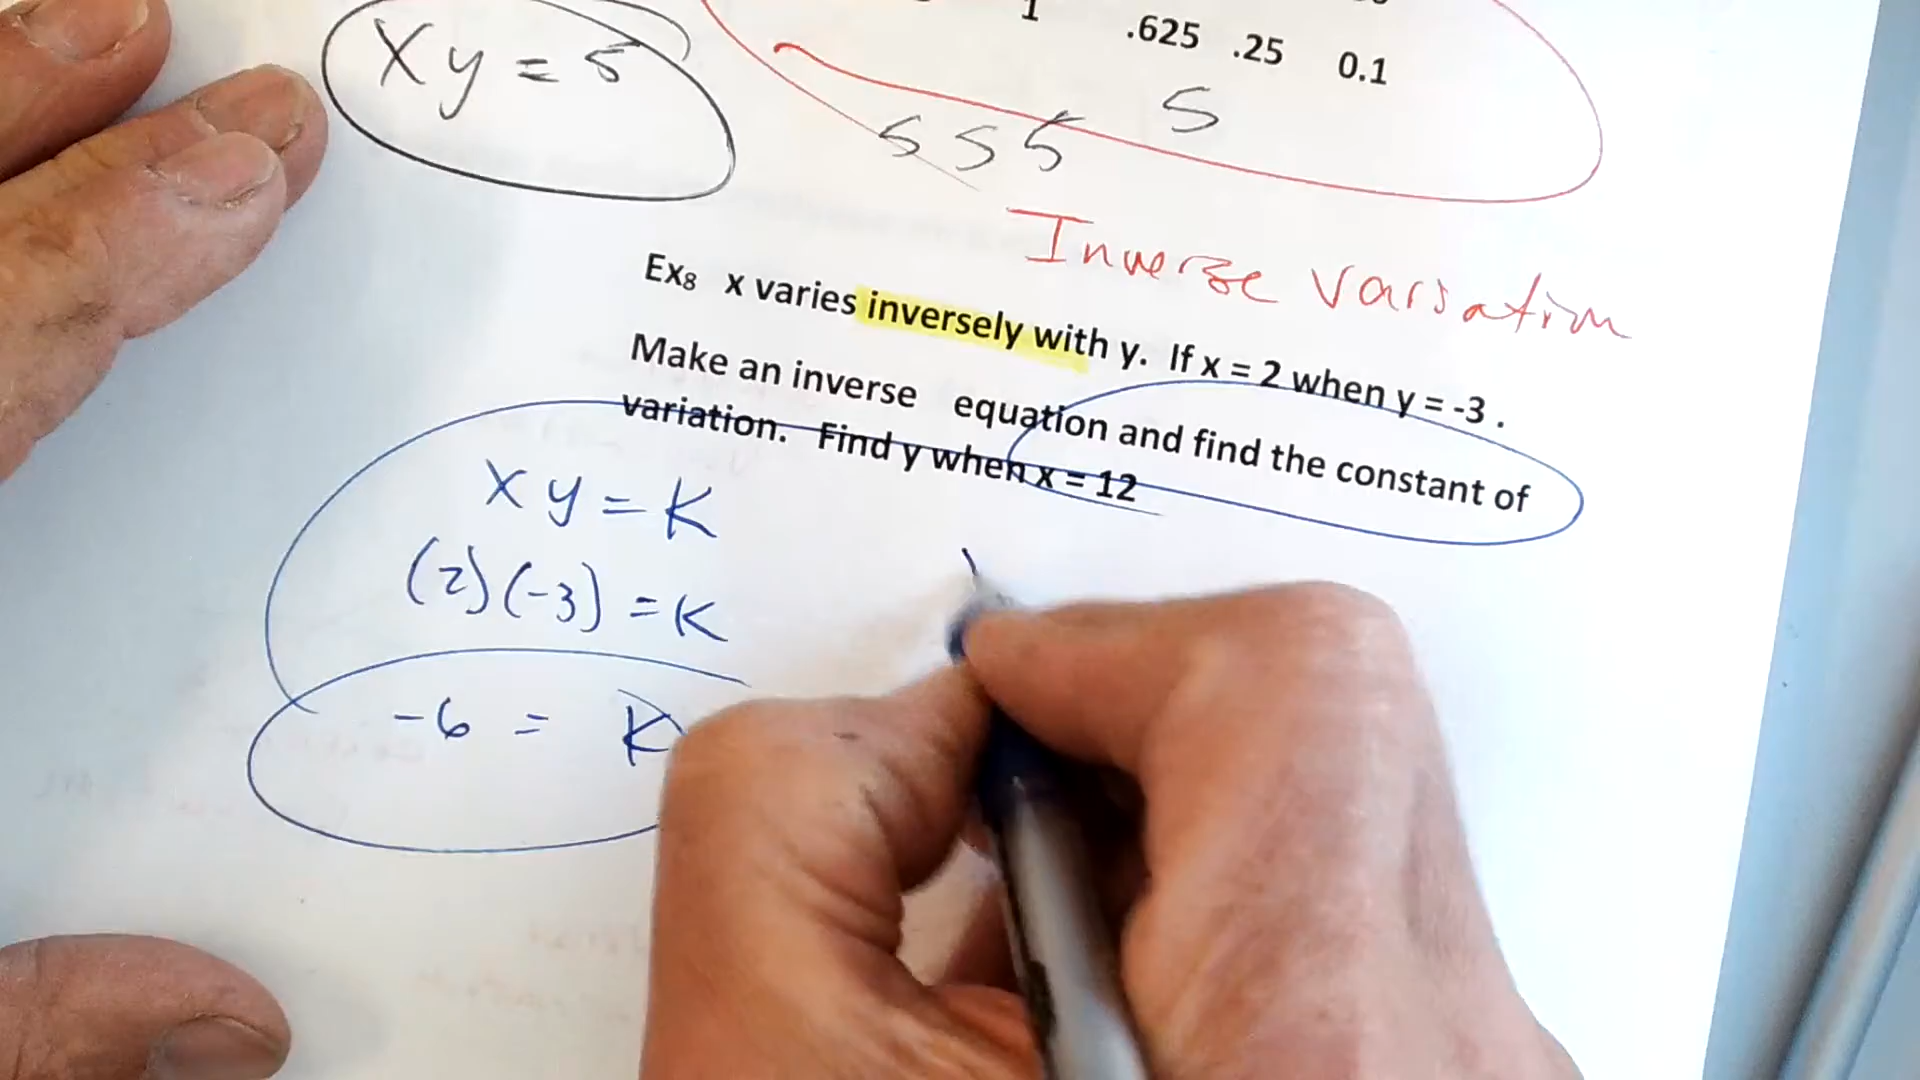 1 .625 .25 0.1
xy = 5
5 5 5 5
Inverse Variation
Ex8 x varies inversely with y. If x = 2 when y = -3 .
Make an inverse equation and find the constant of
variation. Find y when x = 12
xy = K
(2)(-3) = K
-6 = K